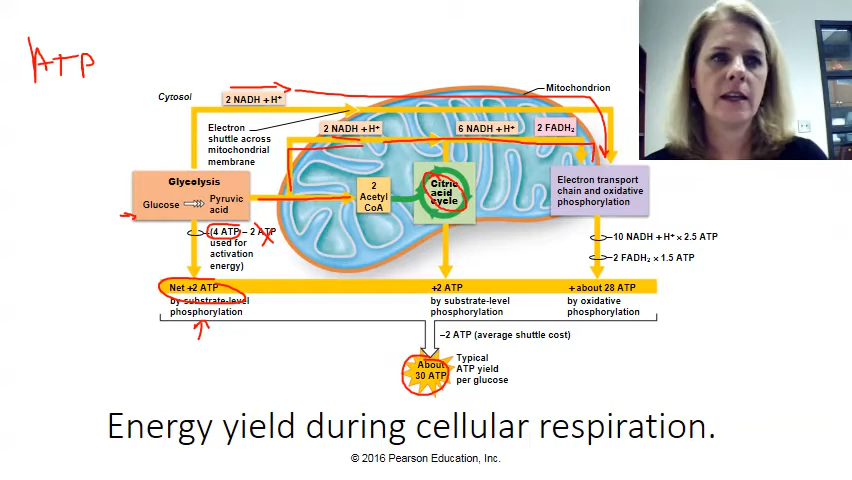 ATP
Mitochondrion
Cytosol
2 NADH + H⁺
Electron
shuttle across
mitochondrial
membrane
2 NADH + H⁺
6 NADH + H⁺
2 FADH₂
Glycolysis
Glucose
Pyruvic
acid
2
Acetyl
CoA
Citric
acid
cycle
Electron transport
chain and oxidative
phosphorylation
(4 ATP – 2 ATP
used for
activation
energy)
10 NADH + H⁺ × 2.5 ATP
2 FADH₂ × 1.5 ATP
Net +2 ATP
by substrate-level
phosphorylation
+2 ATP
by substrate-level
phosphorylation
+ about 28 ATP
by oxidative
phosphorylation
–2 ATP (average shuttle cost)
About
30 ATP
Typical
ATP yield
per glucose
Energy yield during cellular respiration.
© 2016 Pearson Education, Inc.